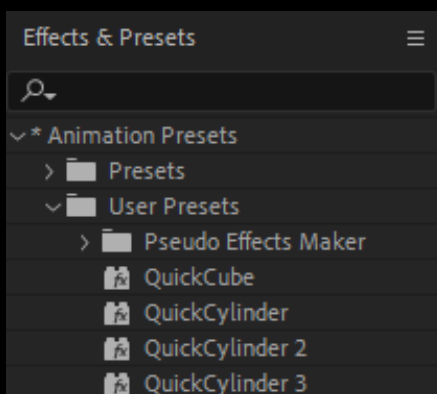 Effects & Presets
* Animation Presets
Presets
User Presets
Pseudo Effects Maker
QuickCube
QuickCylinder
QuickCylinder 2
QuickCylinder 3